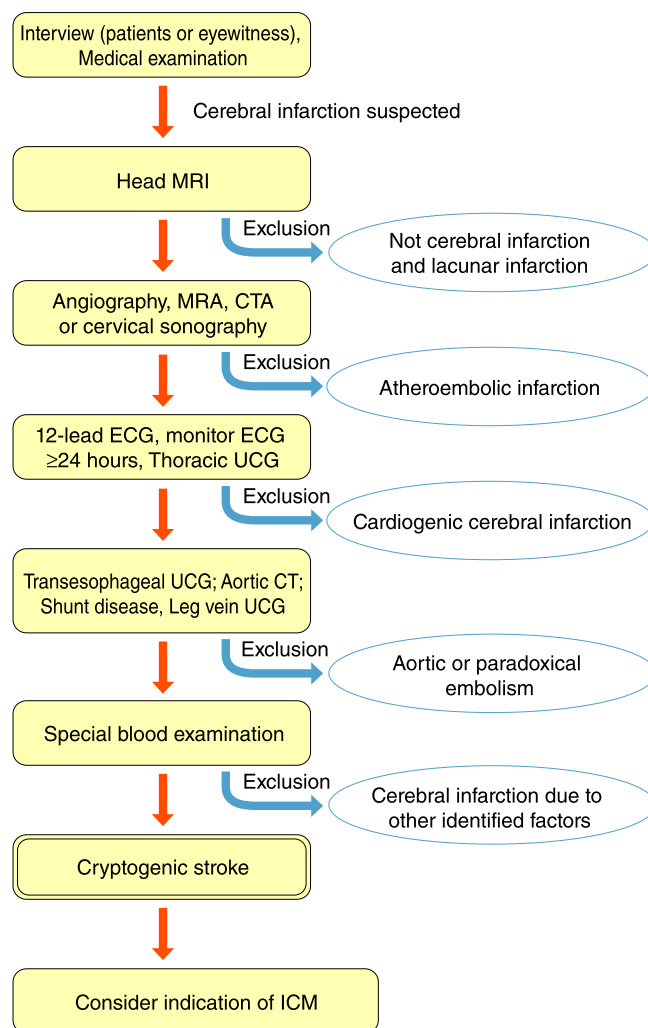 Interview (patients or eyewitness),
Medical examination
Cerebral infarction suspected
Head MRI
Exclusion
Not cerebral infarction
and lacunar infarction
Angiography, MRA, CTA
or cervical sonography
Exclusion
Atheroembolic infarction
12-lead ECG, monitor ECG
≥24 hours, Thoracic UCG
Exclusion
Cardiogenic cerebral infarction
Transesophageal UCG; Aortic CT;
Shunt disease, Leg vein UCG
Exclusion
Aortic or paradoxical
embolism
Special blood examination
Exclusion
Cerebral infarction due to
other identified factors
Cryptogenic stroke
Consider indication of ICM